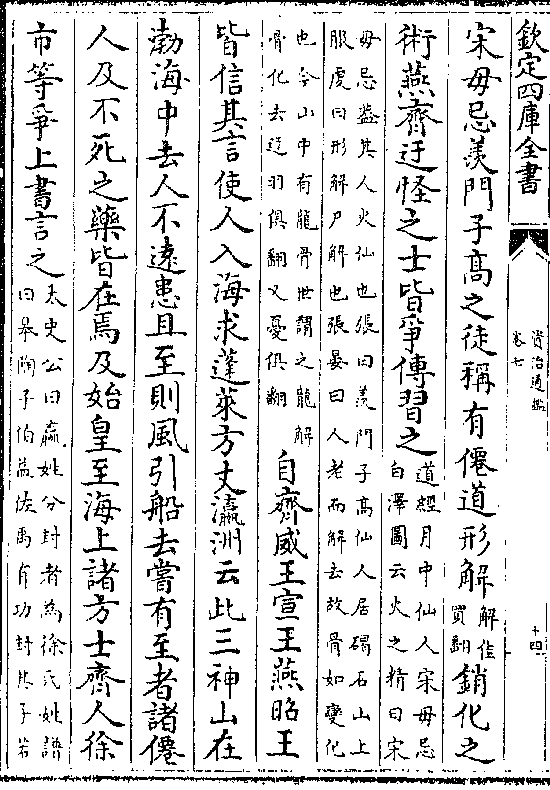 欽定四庫全書
資治通鑑
卷七
十四
宋毋忌羨門子髙之徒稱有僊道形解銷化之
解佳
買翻
術燕齊迂怪之士皆爭傳習之
道經月中仙人宋毋忌
白澤圖云火之精曰宋
毋忌葢其人火仙也張曰羨門子高仙人居碣石山上
服䖍曰形解尸解也張晏曰人老而解去故骨如變化
也今山中有龍骨世謂之龍解
骨化去迂羽俱翻又憂俱翻
自齊威王宣王燕昭王
皆信其言使人入海求蓬萊方丈瀛洲云此三神山在
渤海中去人不遠患且至則風引船去嘗有至者諸僊
人及不死之藥皆在焉及始皇至海上諸方士齊人徐
市等爭上書言之
太史公曰嬴姓分封者為徐氏姓譜
曰臯陶子伯益佐禹有功封其子若